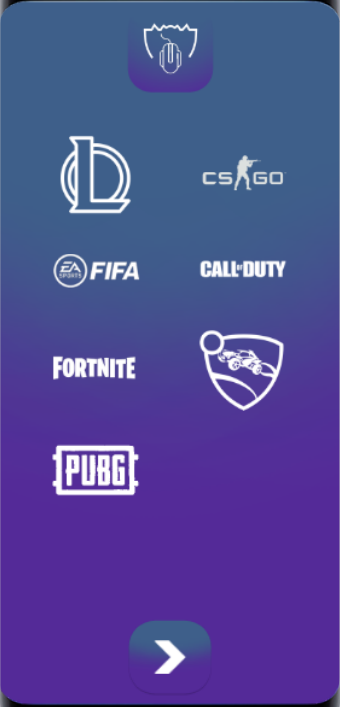 L
CS GO
EA SPORTS FIFA
CALL OF DUTY
FORTNITE
PUBG